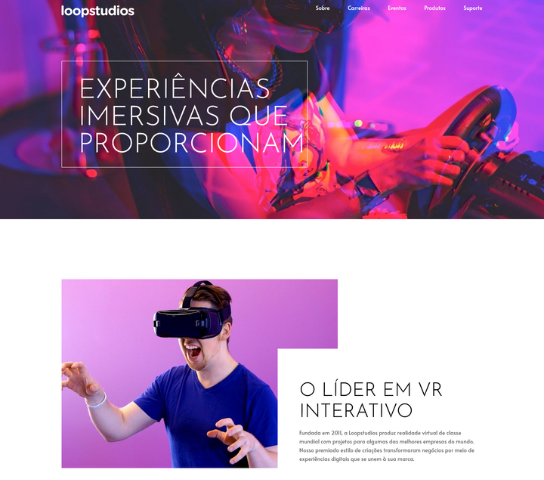 loopstudios
Sobre Carreiras Eventos Produtos Suporte
EXPERIÊNCIAS
IMERSIVAS QUE
PROPORCIONAM
O LÍDER EM VR
INTERATIVO
Fundada em 2011, a Loopstudios produz realidade virtual de classe
mundial com projetos para algumas das melhores empresas do mundo.
Nosso premiado estilo de criações transformaram negócios por meio de
experiências digitais que se unem à sua marca.